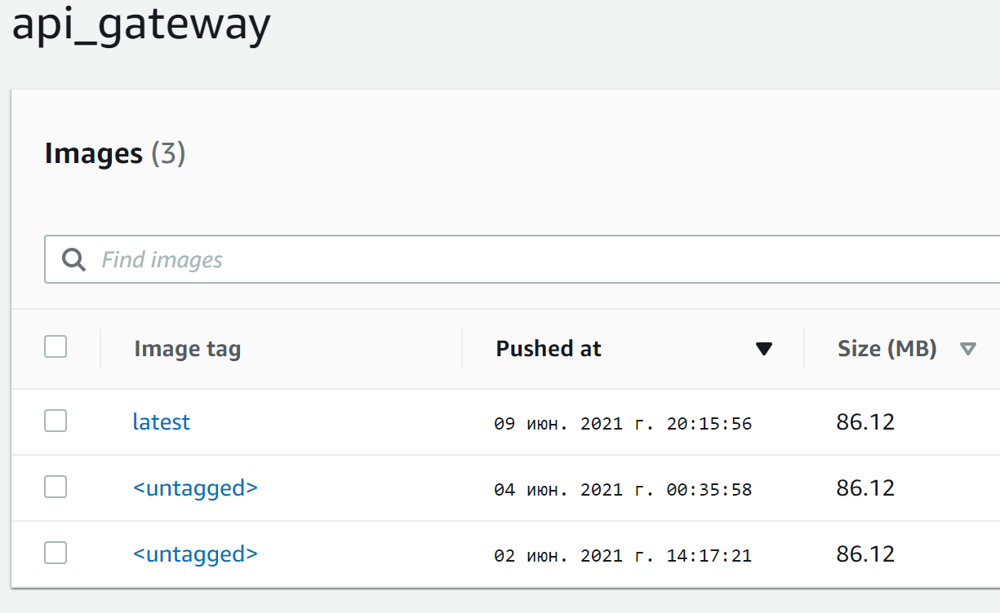 api_gateway
Images (3)
Find images
Image tag Pushed at Size (MB)
latest 09 июн. 2021 г. 20:15:56 86.12
<untagged> 04 июн. 2021 г. 00:35:58 86.12
<untagged> 02 июн. 2021 г. 14:17:21 86.12